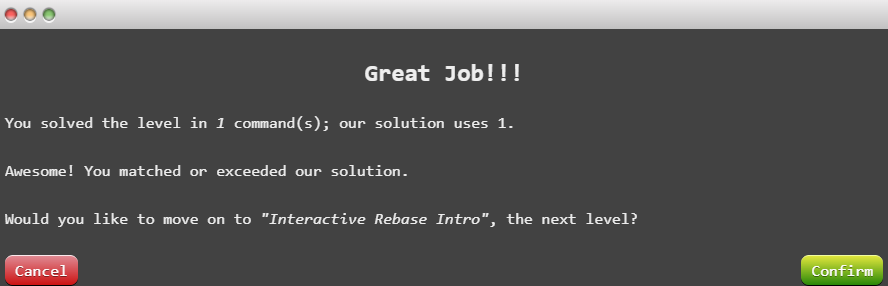 Great Job!!!
You solved the level in 1 command(s); our solution uses 1.
Awesome! You matched or exceeded our solution.
Would you like to move on to "Interactive Rebase Intro", the next level?
Cancel
Confirm